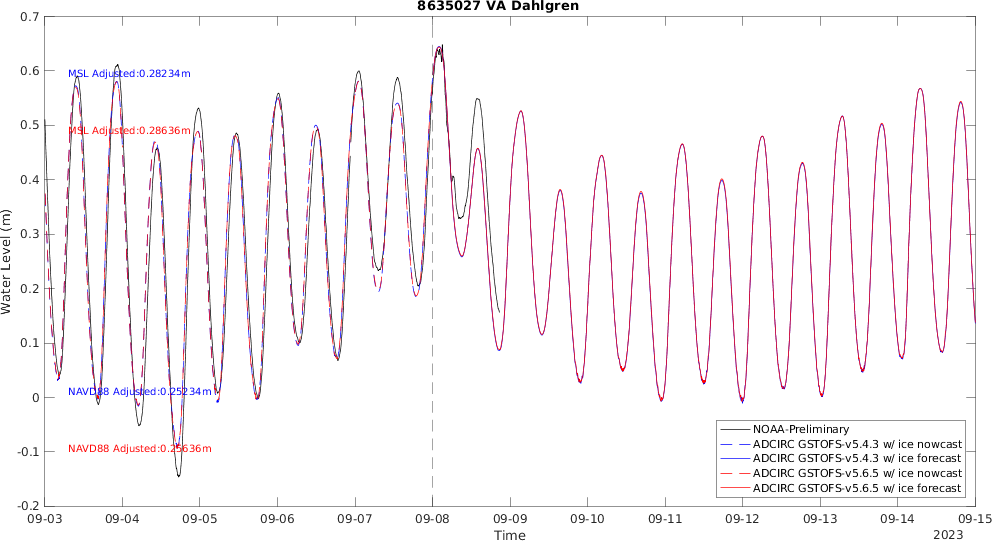 8635027 VA Dahlgren
0.7
0.6
0.5
0.4
0.3
0.2
0.1
0
-0.1
-0.2
Water Level (m)
MSL Adjusted:0.28234m
MSL Adjusted:0.28636m
NAVD88 Adjusted:0.25234m
NAVD88 Adjusted:0.25636m
NOAA-Preliminary
ADCIRC GSTOFS-v5.4.3 w/ ice nowcast
ADCIRC GSTOFS-v5.4.3 w/ ice forecast
ADCIRC GSTOFS-v5.6.5 w/ ice nowcast
ADCIRC GSTOFS-v5.6.5 w/ ice forecast
09-03 09-04 09-05 09-06 09-07 09-08 09-09 09-10 09-11 09-12 09-13 09-14 09-15
Time
2023